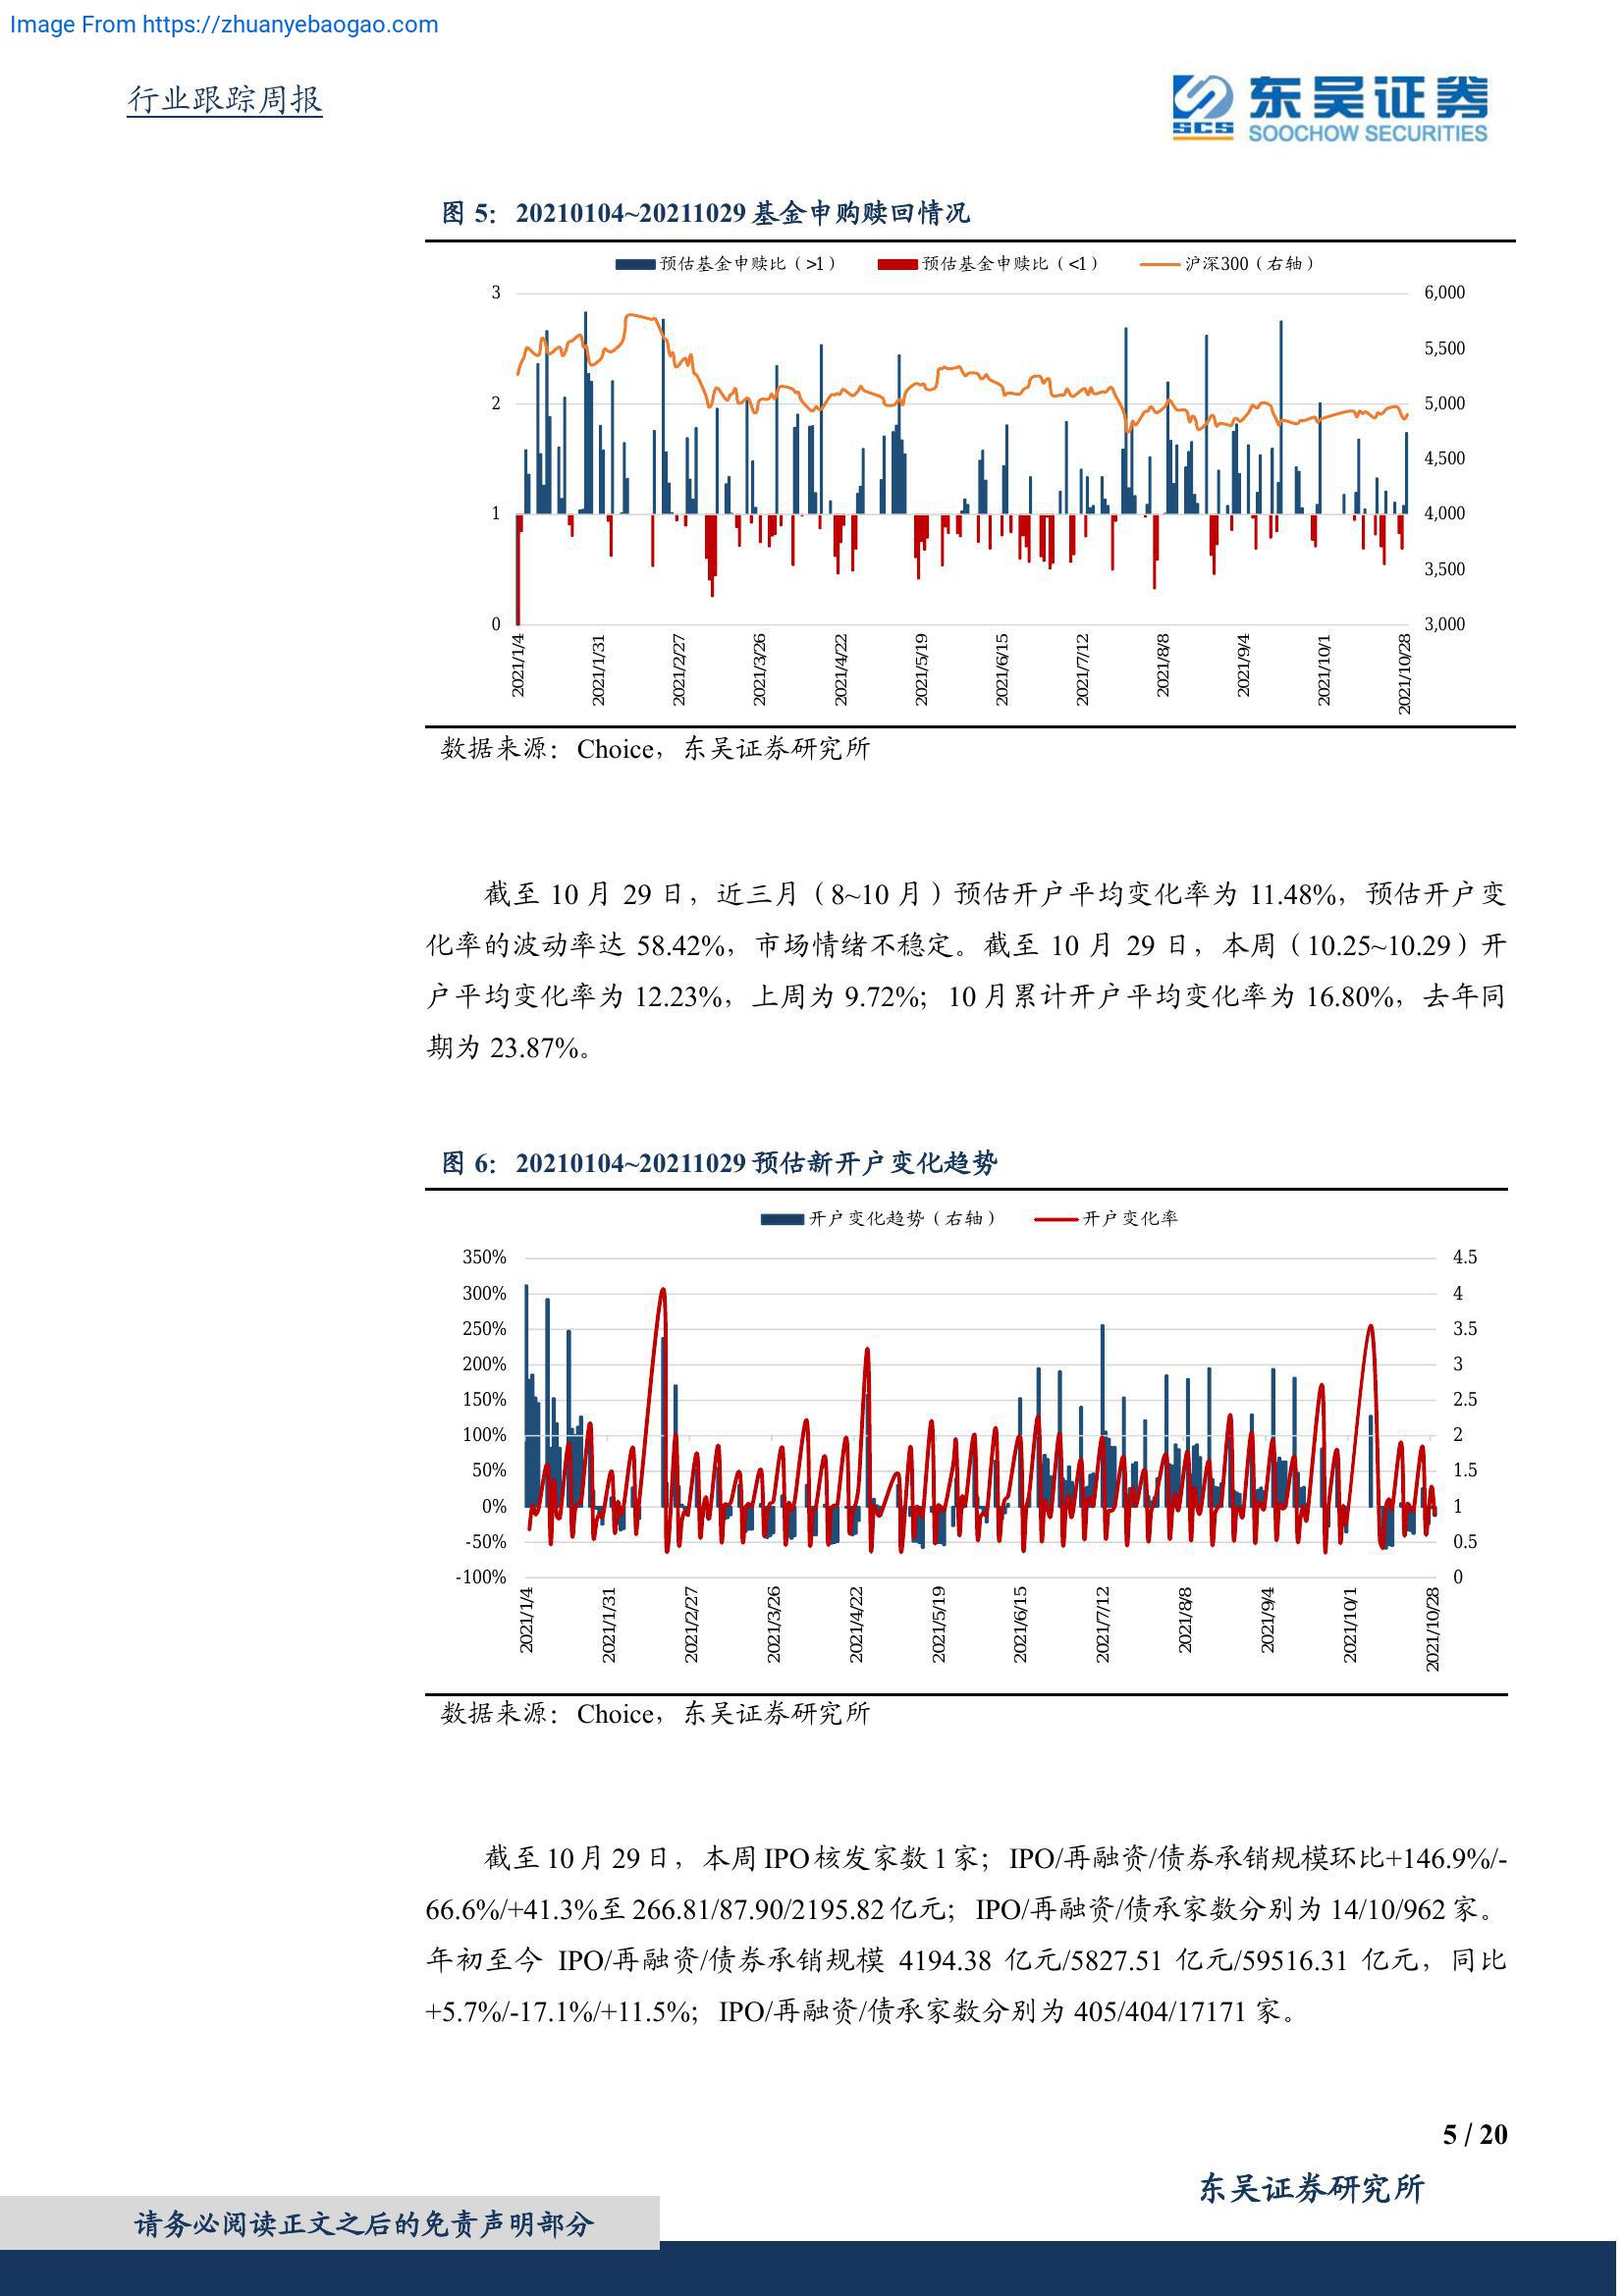 Image From https://zhuanyebaogao.com
行业跟踪周报
SCS
东吴证券
SOOCHOW SECURITIES
图 5： 20210104~20211029 基金申购赎回情况
预估基金申赎比（>1） 预估基金申赎比（<1） 沪深300（右轴）
3 6,000
5,500
2 5,000
4,500
1 4,000
3,500
0 3,000
2021/1/4 2021/1/31 2021/2/27 2021/3/26 2021/4/22 2021/5/19 2021/6/15 2021/7/12 2021/8/8 2021/9/4 2021/10/1 2021/10/28
数据来源： Choice，东吴证券研究所
截至 10 月 29 日，近三月（8~10 月）预估开户平均变化率为 11.48%，预估开户变
化率的波动率达 58.42%，市场情绪不稳定。截至 10 月 29 日，本周（10.25~10.29）开
户平均变化率为 12.23%，上周为 9.72%；10 月累计开户平均变化率为 16.80%，去年同
期为 23.87%。
图 6： 20210104~20211029 预估新开户变化趋势
开户变化趋势（右轴） 开户变化率
350% 4.5
300% 4
250% 3.5
200% 3
150% 2.5
100% 2
50% 1.5
0% 1
-50% 0.5
-100% 0
2021/1/4 2021/1/31 2021/2/27 2021/3/26 2021/4/22 2021/5/19 2021/6/15 2021/7/12 2021/8/8 2021/9/4 2021/10/1 2021/10/28
数据来源： Choice，东吴证券研究所
截至 10 月 29 日，本周 IPO 核发家数 1 家；IPO/再融资/债券承销规模环比+146.9%/-
66.6%/+41.3%至 266.81/87.90/2195.82 亿元；IPO/再融资/债承家数分别为 14/10/962 家。
年初至今 IPO/再融资/债券承销规模 4194.38 亿元/5827.51 亿元/59516.31 亿元，同比
+5.7%/-17.1%/+11.5%；IPO/再融资/债承家数分别为 405/404/17171 家。
5 / 20
东吴证券研究所
请务必阅读正文之后的免责声明部分